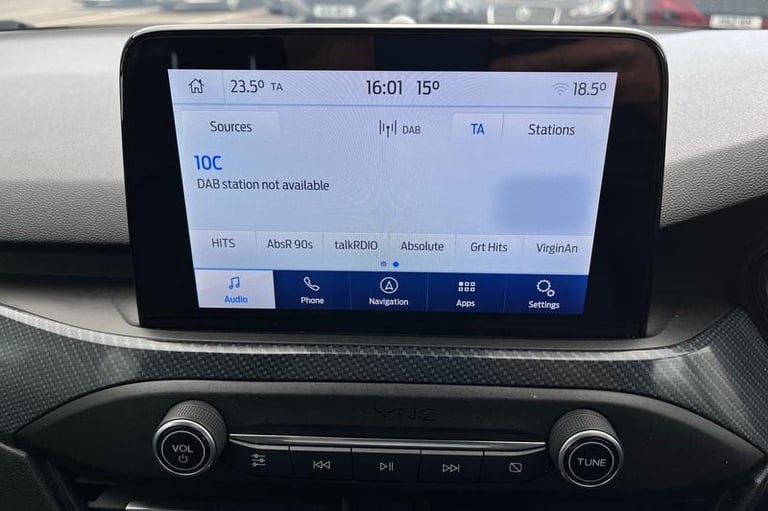 23.5° TA 16:01 15° 18.5°
Sources DAB TA Stations
10C
DAB station not available
HITS AbsR 90s talkRDIO Absolute Grt Hits VirginAn
Audio Phone Navigation Apps Settings
SYNC
VOL TUNE